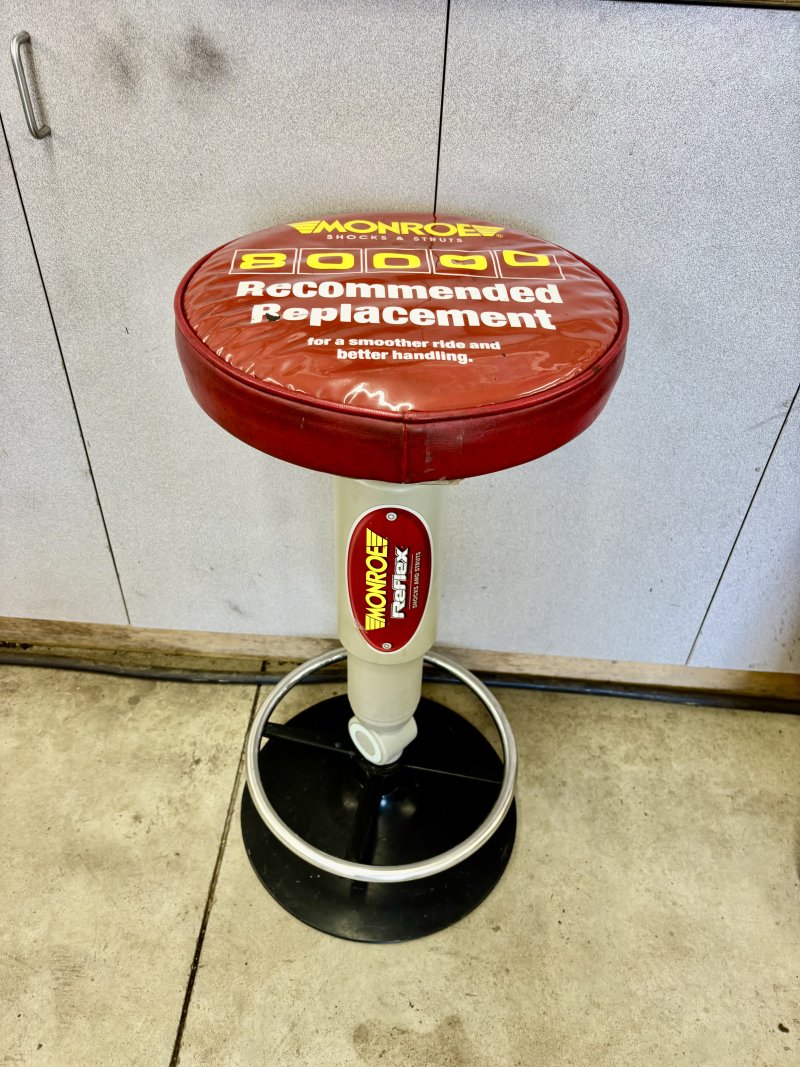 MONROE®
SHOCKS & STRUTS
80000
Recommended
Replacement
for a smoother ride and
better handling.
MONROE
Reflex
SHOCKS AND STRUTS